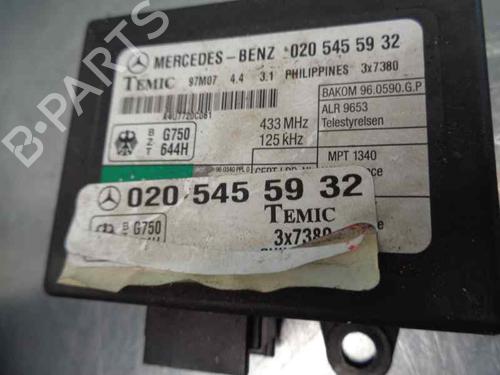 MERCEDES-BENZ 020 545 59 32
TEMIC 97M07 4.4 3.1 PHILIPPINES 3x7380
BAKOM 96.0590.G.P
ALR 9653
Telestyrelsen
B Z T G750 644H
433 MHz
125 kHz
MPT 1340
020 545 59 32
B G750
TEMIC
3x7380